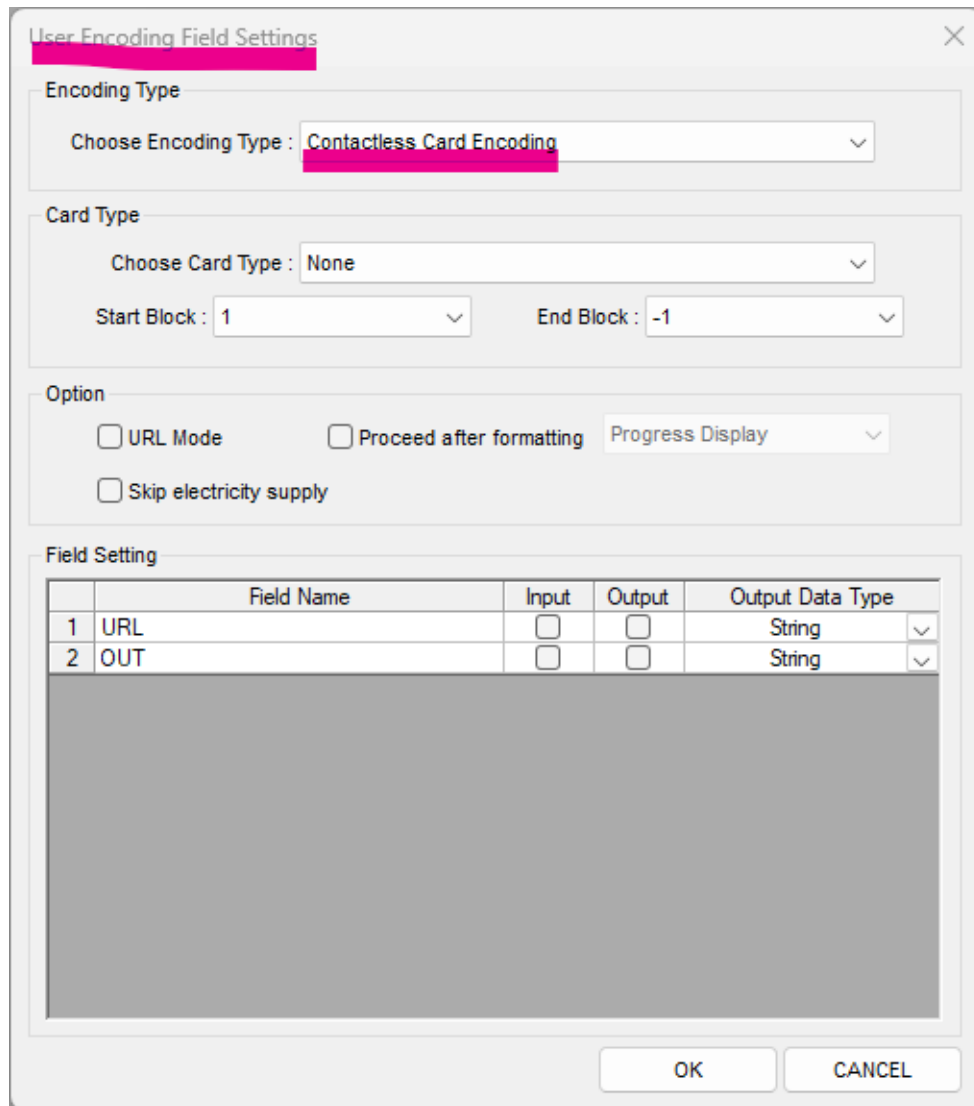 User Encoding Field Settings
Encoding Type
Choose Encoding Type : Contactless Card Encoding
Card Type
Choose Card Type : None
Start Block : 1 End Block : -1
Option
URL Mode Proceed after formatting Progress Display
Skip electricity supply
Field Setting
Field Name Input Output Output Data Type
1 URL String
2 OUT String
OK CANCEL